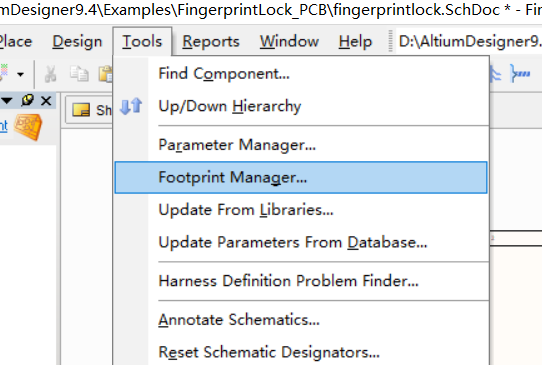 mDesigner9.4\Examples\FingerprintLock_PCB\fingerprintlock.SchDoc * - Fi
Place Design Tools Reports Window Help D:\AltiumDesigner9.
Find Component...
Up/Down Hierarchy
Sh
Parameter Manager...
Footprint Manager...
Update From Libraries...
Update Parameters From Database...
Harness Definition Problem Finder...
Annotate Schematics...
Reset Schematic Designators...